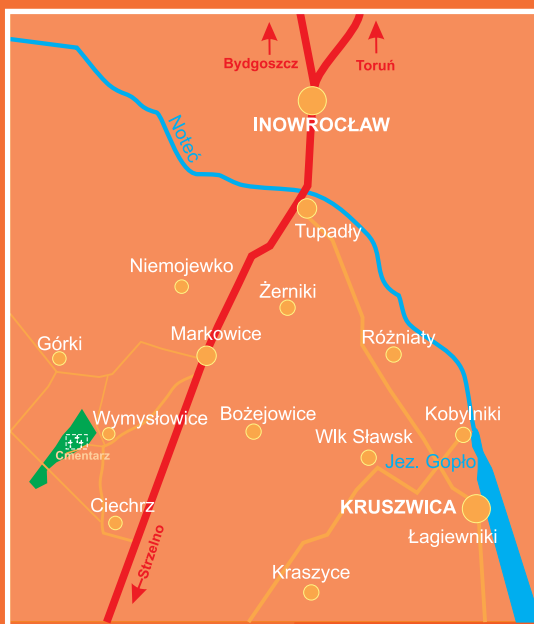 Bydgoszcz
Toruń
INOWROCŁAW
Noteć
Tupadły
Niemojewko
Żerniki
Markowice
Różniaty
Górki
Wymysłowice
Bożejowice
Kobylniki
Wlk Sławsk
Cmentarz
Jez. Gopło
Ciechrz
KRUSZWICA
Łagiewniki
Strzelno
Kraszyce